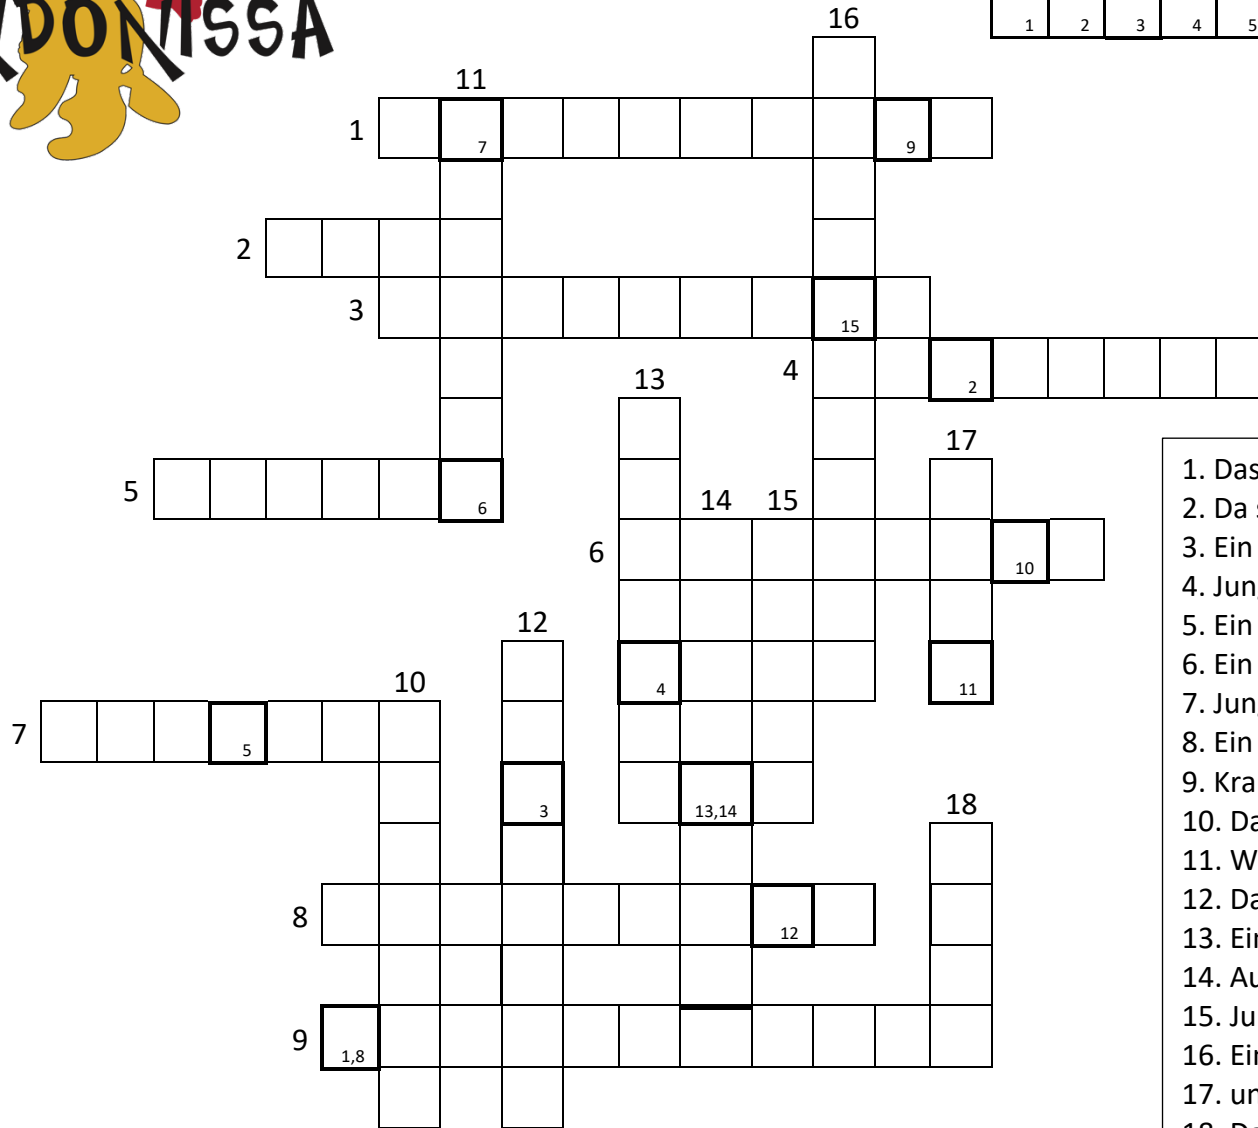 DONISSA
1 2 3 4 5
16
11
1 7 9
2
3 15
4 2
13
17
5 6
14 15
6 10
12
4 11
10
7 5
3 13,14
18
8 12
9 1,8
1. Das
2. Da
3. Ein
4. Jun
5. Ein
6. Ein
7. Jun
8. Ein
9. Kra
10. Da
11. W
12. Da
13. Ein
14. Au
15. Ju
16. Ein
17. un